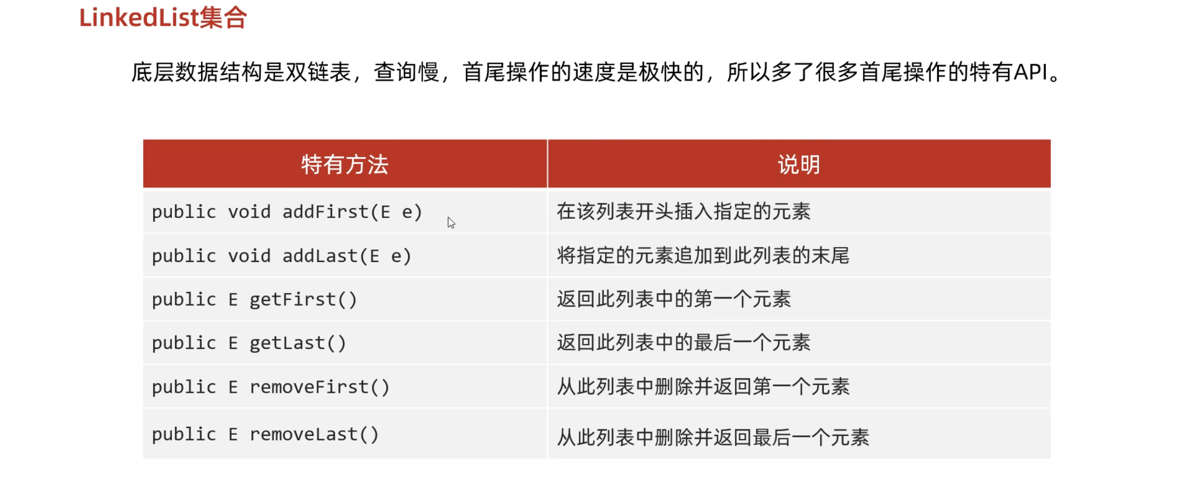 LinkedList集合
底层数据结构是双链表，查询慢，首尾操作的速度是极快的，所以多了很多首尾操作的特有API。
特有方法 说明
public void addFirst(E e) 在该列表开头插入指定的元素
public void addLast(E e) 将指定的元素追加到此列表的末尾
public E getFirst() 返回此列表中的第一个元素
public E getLast() 返回此列表中的最后一个元素
public E removeFirst() 从此列表中删除并返回第一个元素
public E removeLast() 从此列表中删除并返回最后一个元素